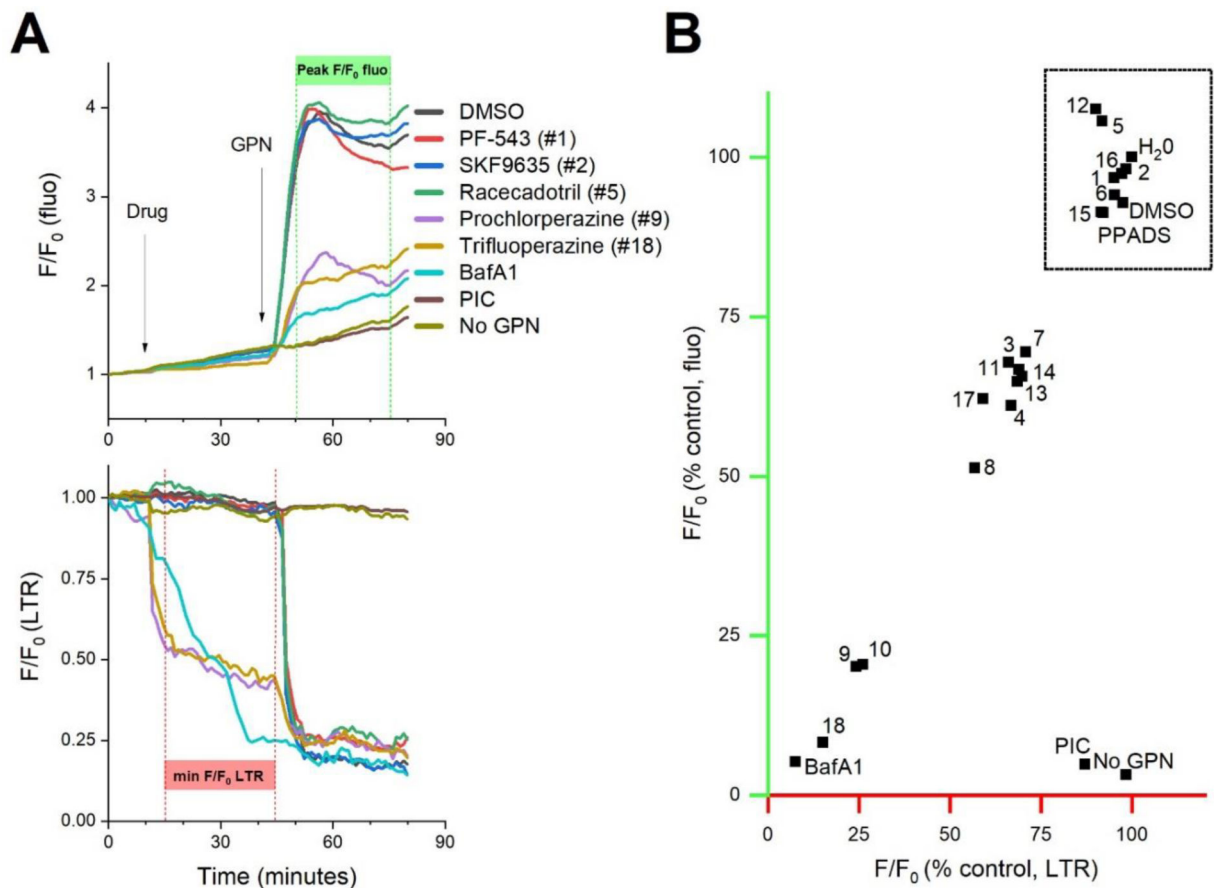 A
Peak F/F₀ fluo
4
3
2
1
F/F₀ (fluo)
Drug
GPN
0
30
60
90
DMSO
PF-543 (#1)
SKF9635 (#2)
Racecadotril (#5)
Prochlorperazine (#9)
Trifluoperazine (#18)
BafA1
PIC
No GPN
1.00
0.75
0.50
0.25
0.00
F/F₀ (LTR)
min F/F₀ LTR
0
30
60
90
Time (minutes)
B
100
75
50
25
0
F/F₀ (% control, fluo)
12
5
H₂0
16
1
2
6
DMSO
15
PPADS
3
7
11
14
13
17
4
8
9
10
18
BafA1
PIC
No GPN
0
25
50
75
100
F/F₀ (% control, LTR)